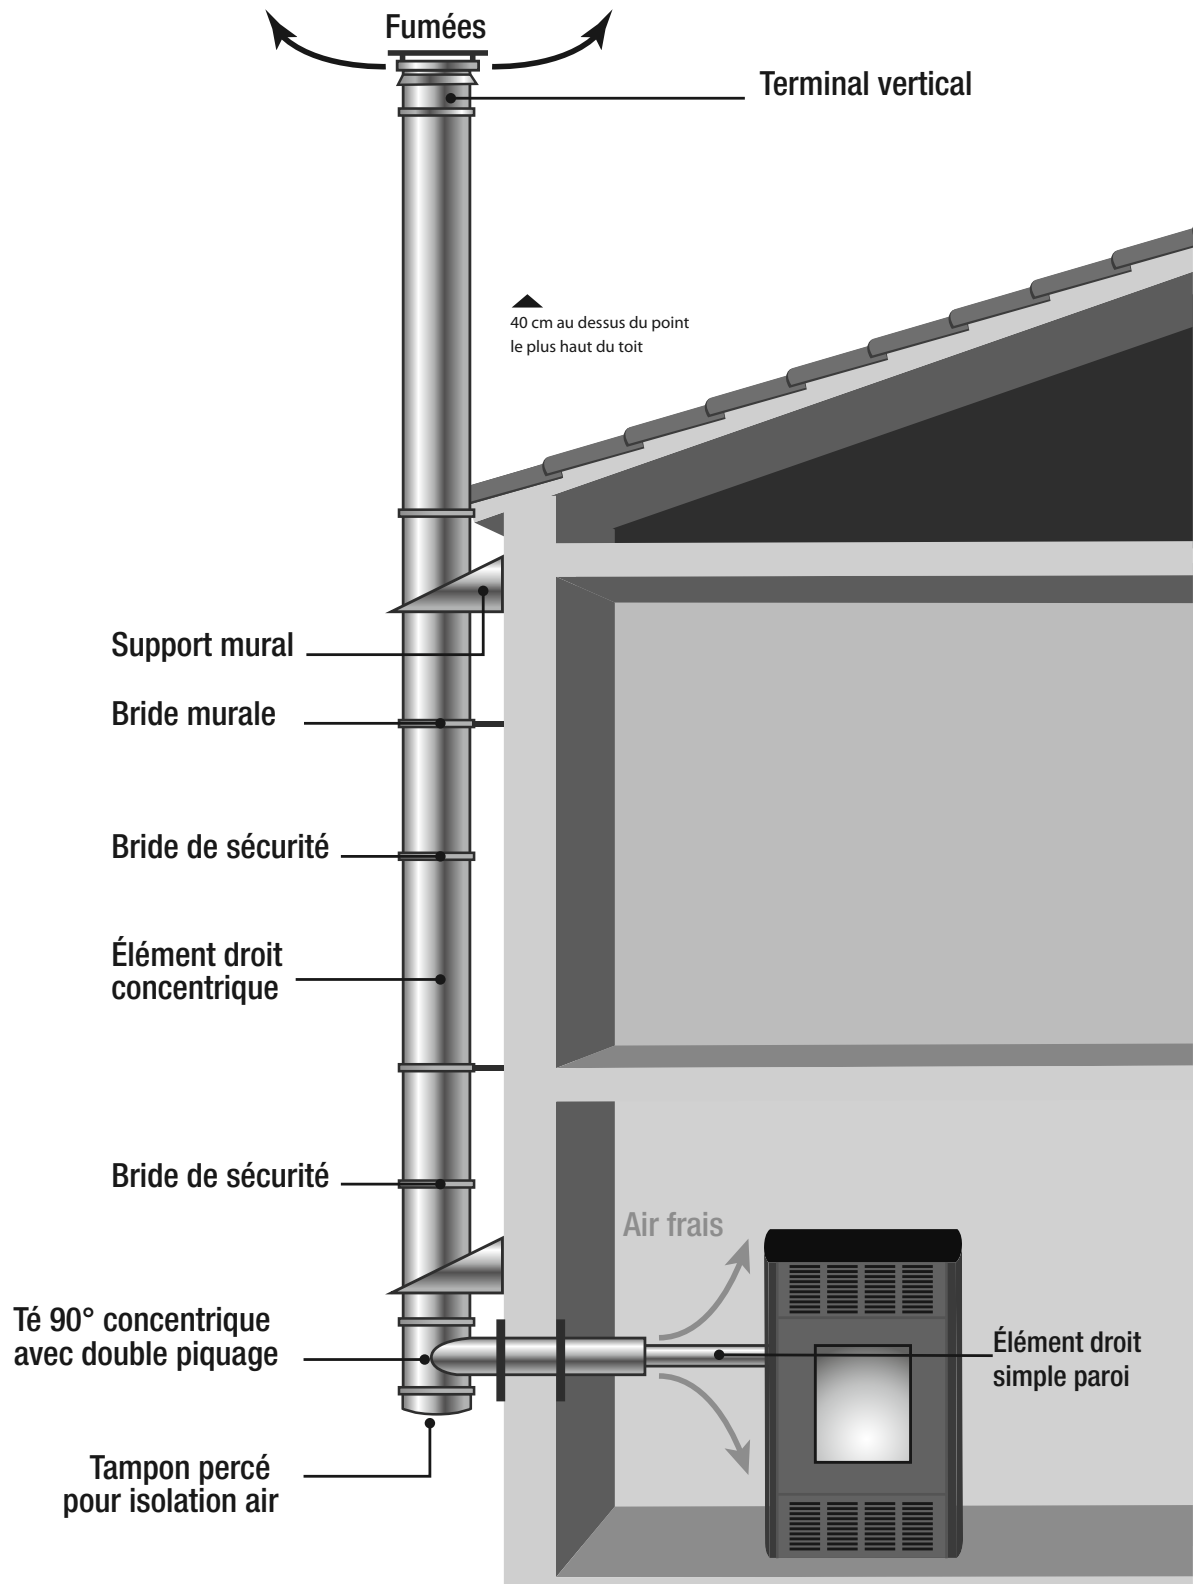 Fumées
Terminal vertical
40 cm au dessus du point
le plus haut du toit
Support mural
Bride murale
Bride de sécurité
Élément droit
concentrique
Bride de sécurité
Air frais
Té 90° concentrique
avec double piquage
Élément droit
simple paroi
Tampon percé
pour isolation air